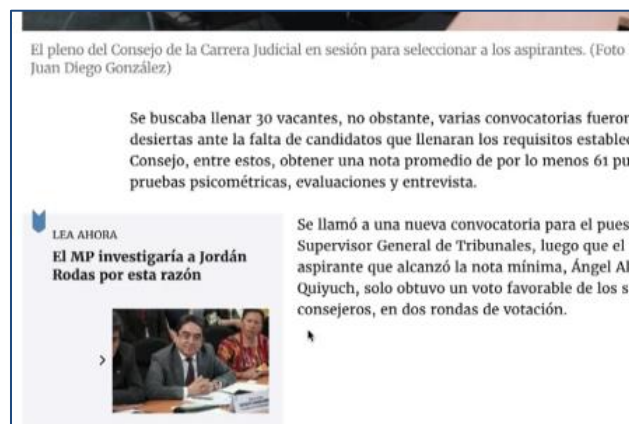 El pleno del Consejo de la Carrera Judicial en sesión para seleccionar a los aspirantes. (Foto
Juan Diego González)
Se buscaba llenar 30 vacantes, no obstante, varias convocatorias fueron
desiertas ante la falta de candidatos que llenaran los requisitos
Consejo, entre estos, obtener una nota promedio de por lo menos 61
pruebas psicométricas, evaluaciones y entrevista.
LEA AHORA
El MP investigaría a Jordán
Rodas por esta razón
Se llamó a una nueva convocatoria para el
Supervisor General de Tribunales, luego que el
aspirante que alcanzó la nota mínima, Ángel
Quiyuch, solo obtuvo un voto favorable de los
consejeros, en dos rondas de votación.